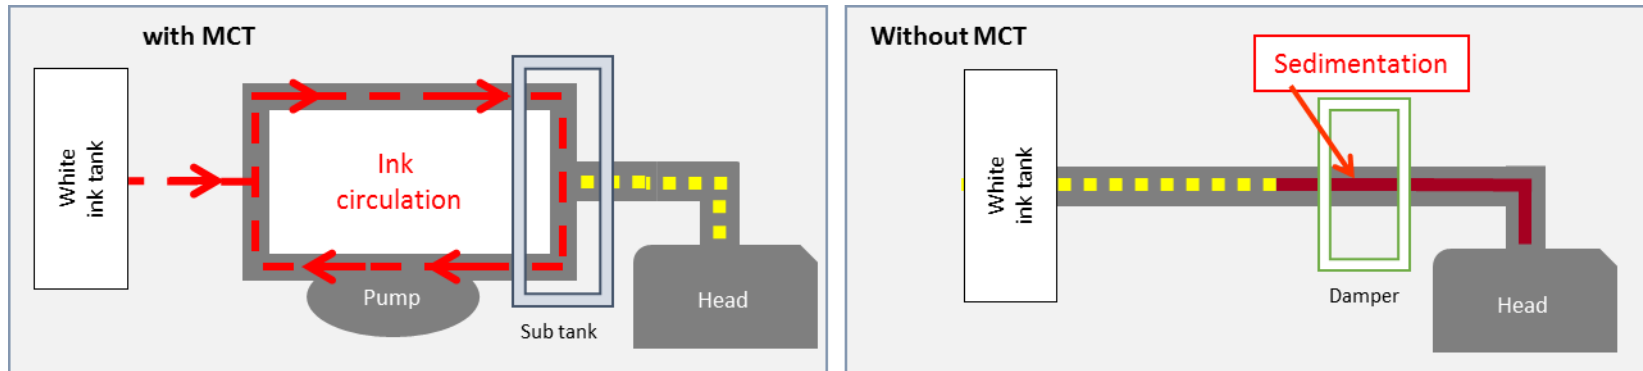 with MCT
White
ink tank
Ink
circulation
Pump
Sub tank
Head
Without MCT
Sedimentation
White
ink tank
Damper
Head